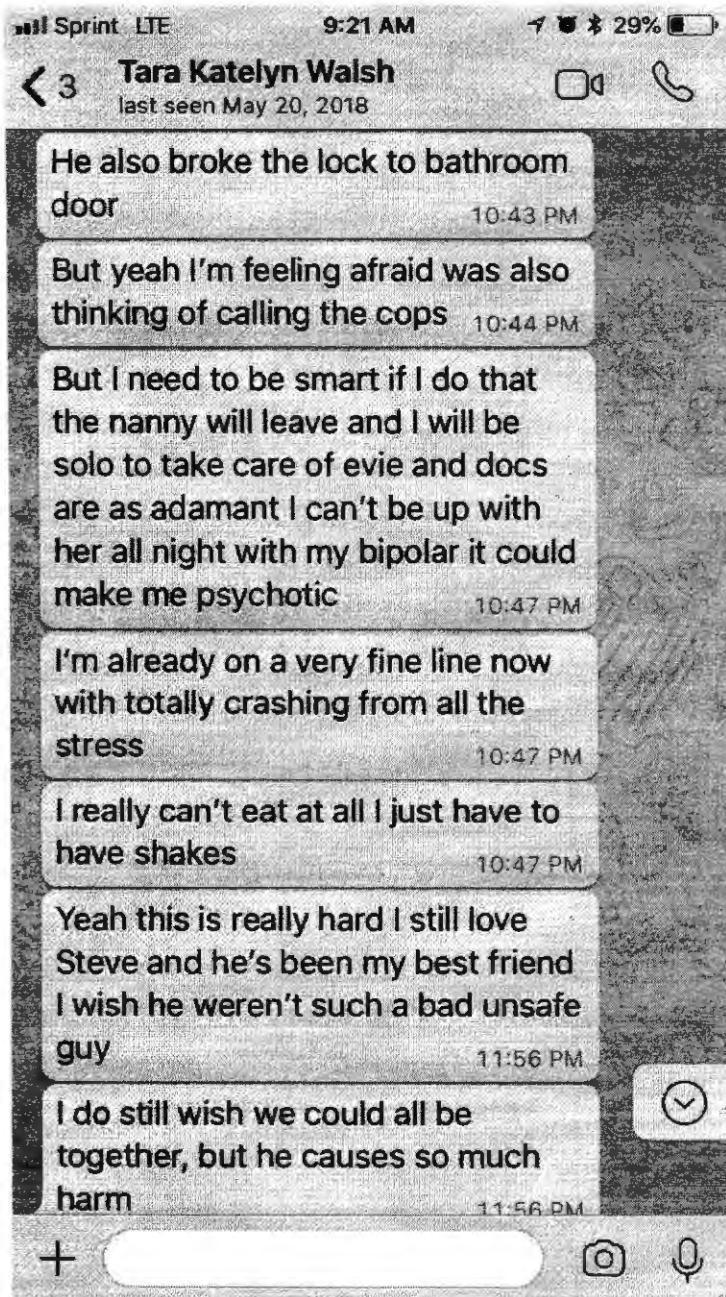 Sprint LTE 9:21 AM 29%
3 Tara Katelyn Walsh
last seen May 20, 2018
He also broke the lock to bathroom
door 10:43 PM
But yeah I'm feeling afraid was also
thinking of calling the cops 10:44 PM
But I need to be smart if I do that
the nanny will leave and I will be
solo to take care of evie and docs
are as adamant I can't be up with
her all night with my bipolar it could
make me psychotic 10:47 PM
I'm already on a very fine line now
with totally crashing from all the
stress 10:47 PM
I really can't eat at all I just have to
have shakes 10:47 PM
Yeah this is really hard I still love
Steve and he's been my best friend
I wish he weren't such a bad unsafe
guy 11:56 PM
I do still wish we could all be
together, but he causes so much
harm 11:56 PM